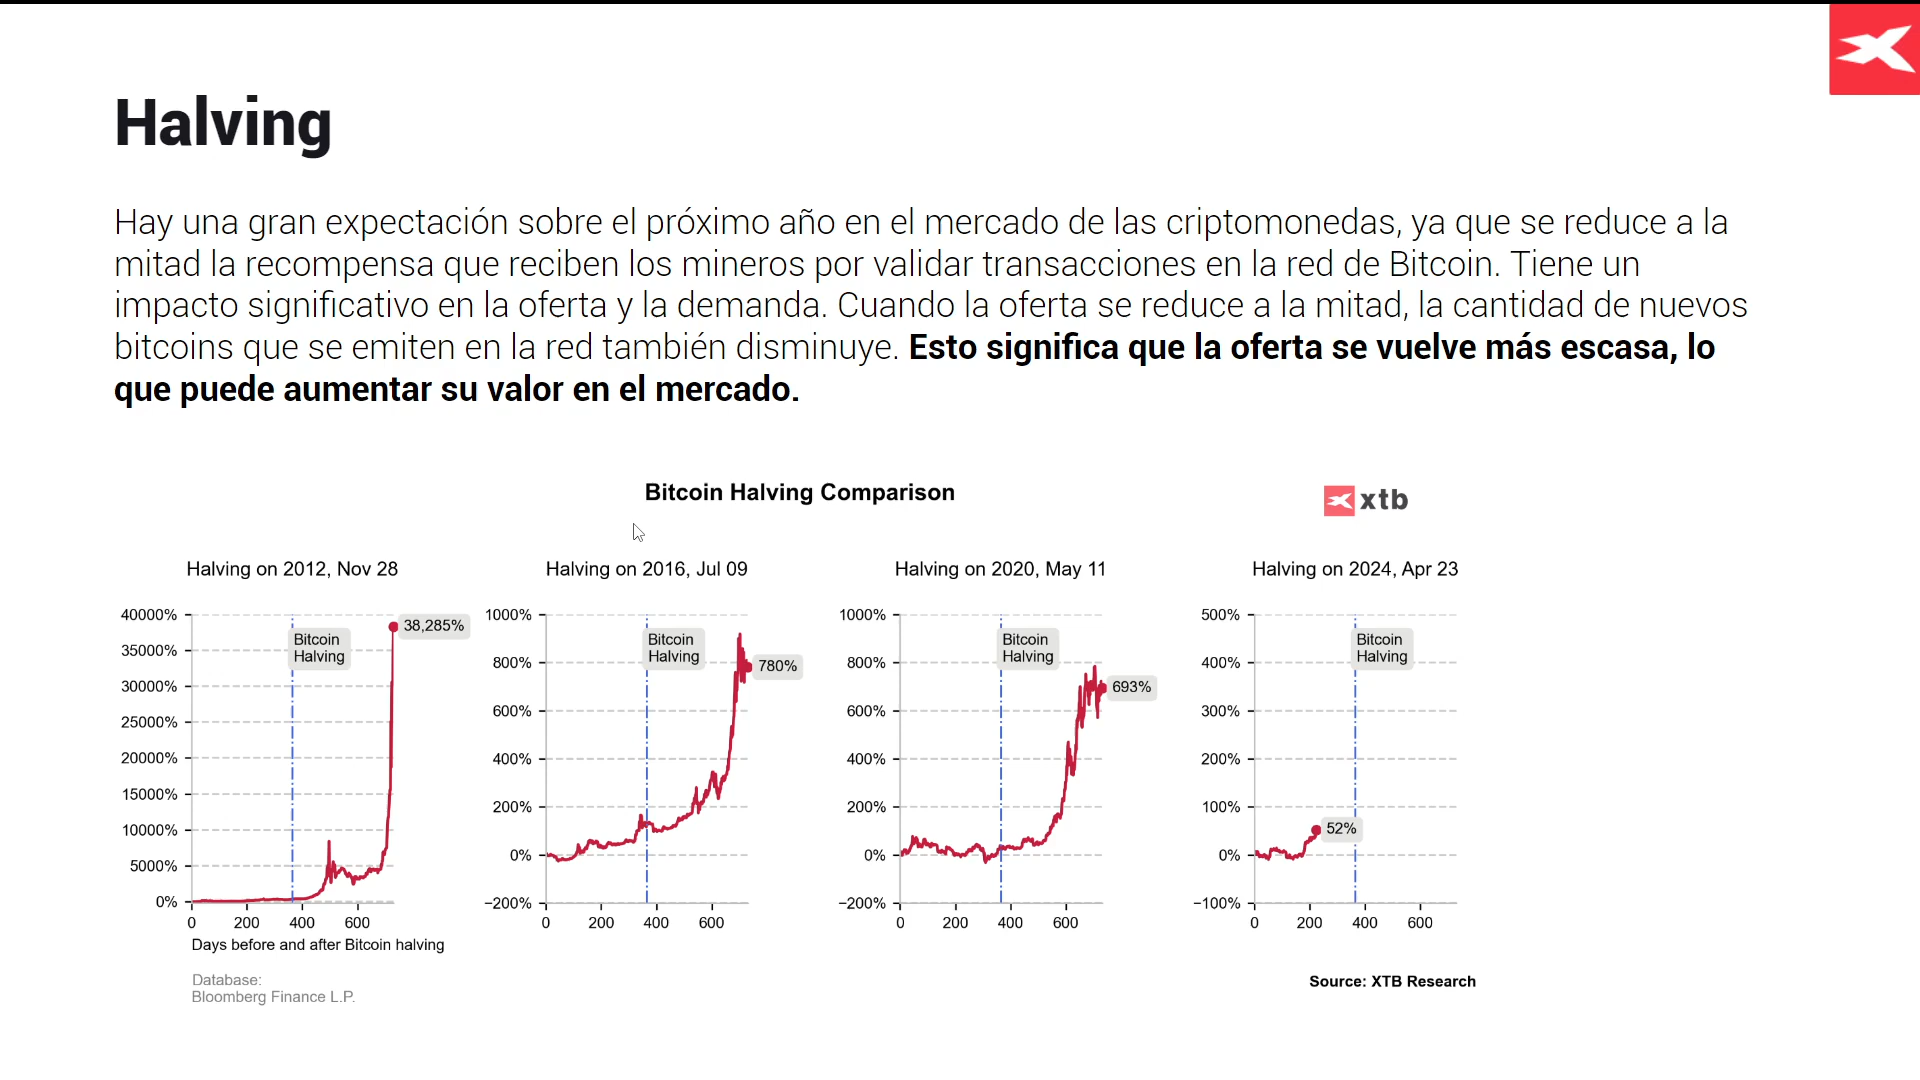 Halving
Hay una gran expectación sobre el próximo año en el mercado de las criptomonedas, ya que se reduce a la
mitad la recompensa que reciben los mineros por validar transacciones en la red de Bitcoin. Tiene un
impacto significativo en la oferta y la demanda. Cuando la oferta se reduce a la mitad, la cantidad de nuevos
bitcoins que se emiten en la red también disminuye. Esto significa que la oferta se vuelve más escasa, lo
que puede aumentar su valor en el mercado.
Bitcoin Halving Comparison
xtb
Halving on 2012, Nov 28
40000%
35000%
30000%
25000%
20000%
15000%
10000%
5000%
0%
Bitcoin
Halving
38,285%
0 200 400 600
Days before and after Bitcoin halving
Halving on 2016, Jul 09
1000%
800%
600%
400%
200%
0%
−200%
Bitcoin
Halving
780%
0 200 400 600
Halving on 2020, May 11
1000%
800%
600%
400%
200%
0%
−200%
Bitcoin
Halving
693%
0 200 400 600
Halving on 2024, Apr 23
500%
400%
300%
200%
100%
0%
−100%
Bitcoin
Halving
52%
0 200 400 600
Database:
Bloomberg Finance L.P.
Source: XTB Research